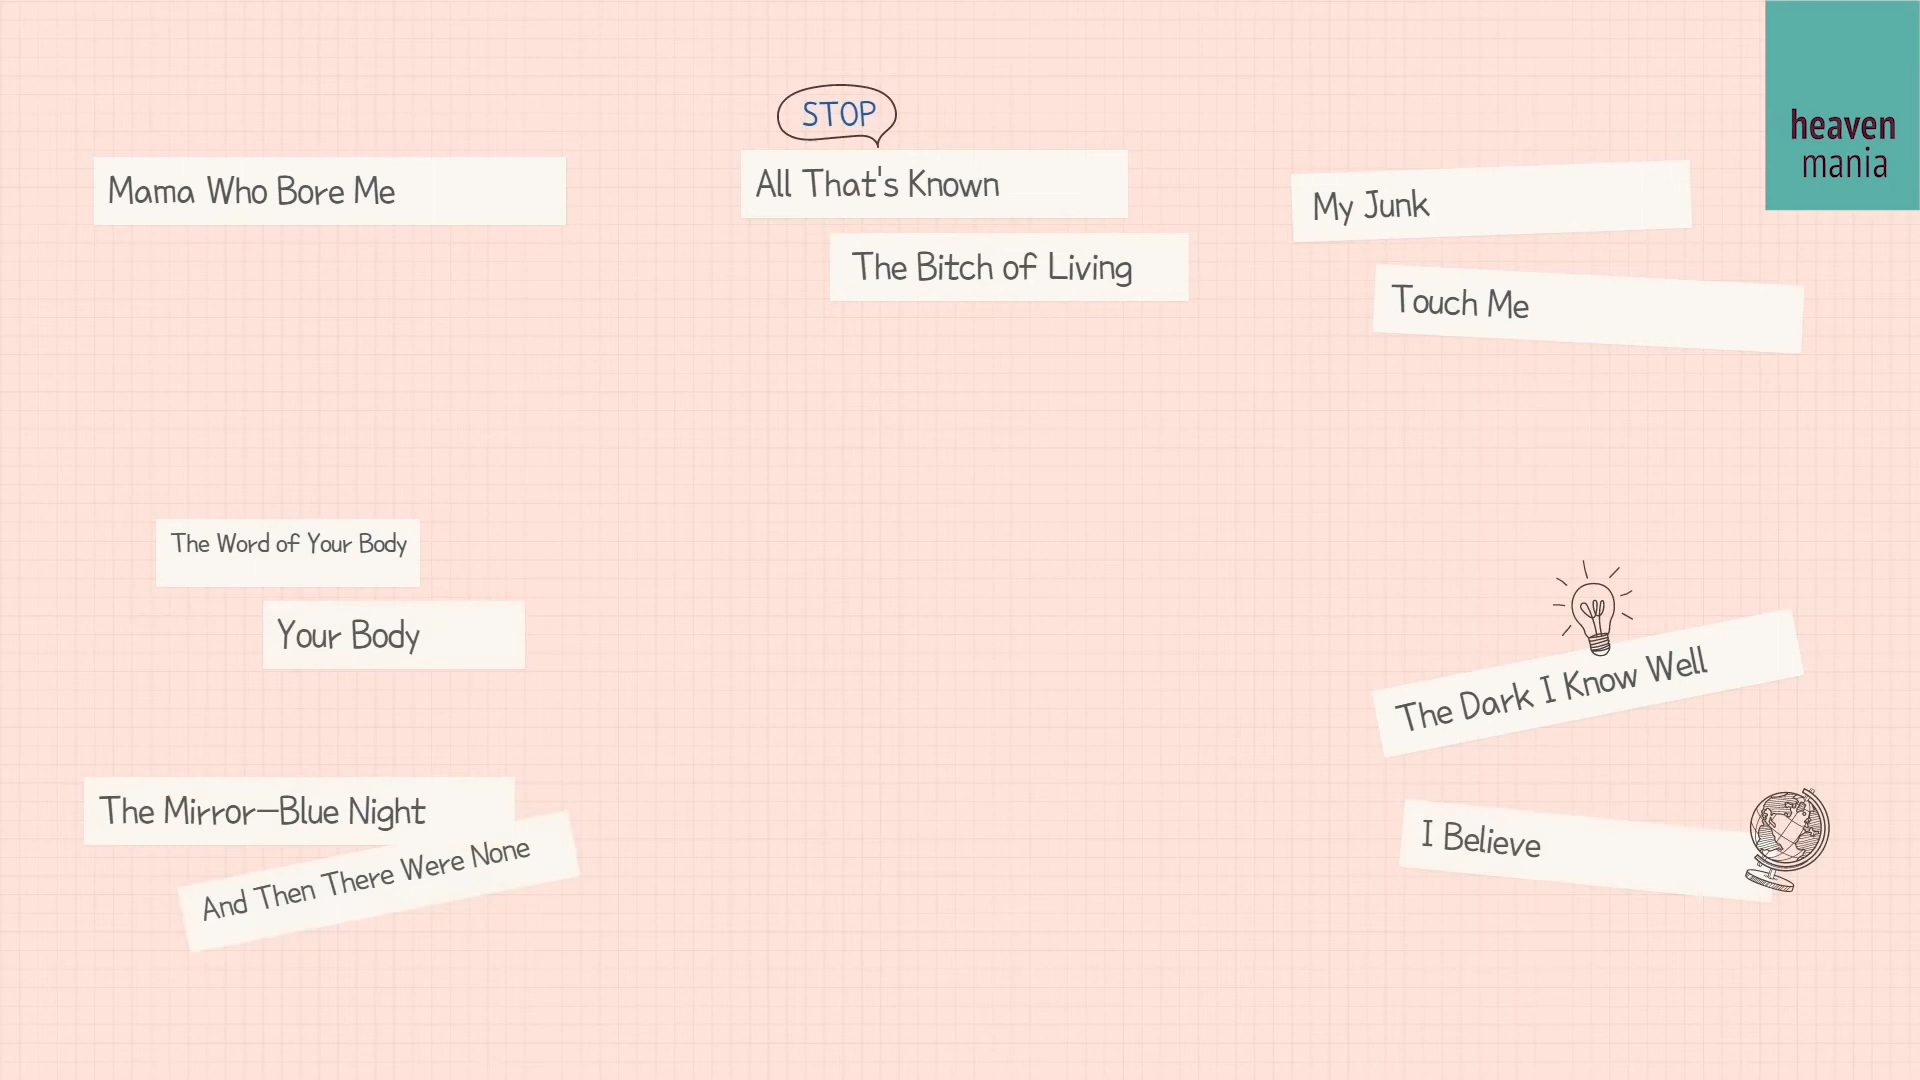 heaven
mania
STOP
Mama Who Bore Me
All That's Known
The Bitch of Living
My Junk
Touch Me
The Word of Your Body
Your Body
The Dark I Know Well
The Mirror—Blue Night
And Then There Were None
I Believe